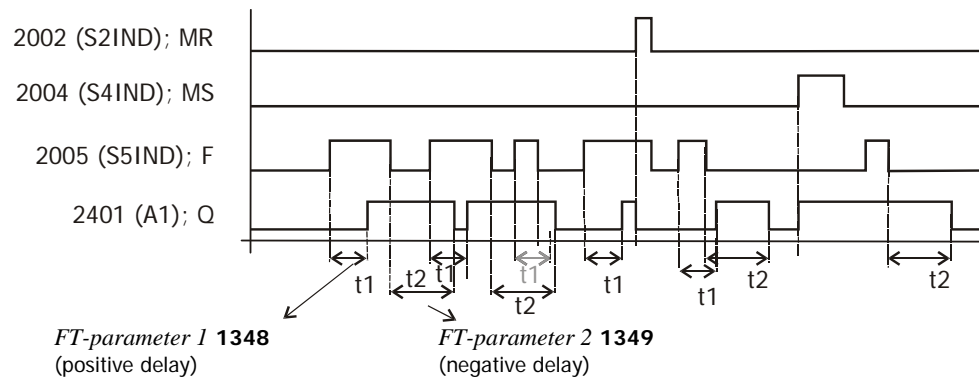 2002 (S2IND); MR
2004 (S4IND); MS
2005 (S5IND); F
2401 (A1); Q
t1 t2 t1 t2 t1 t1 t1 t2 t2
FT-parameter 1 1348
(positive delay)
FT-parameter 2 1349
(negative delay)